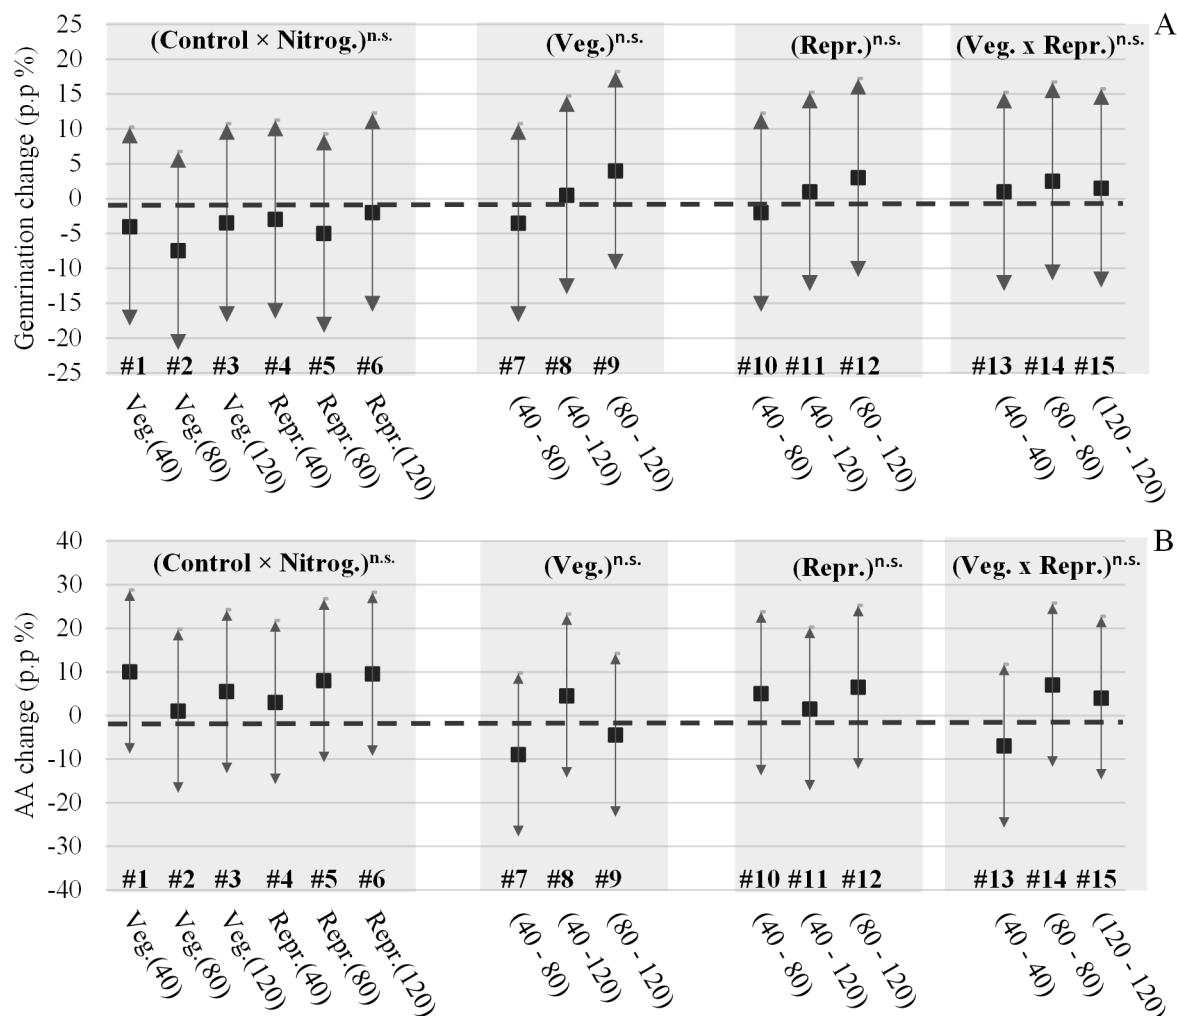 A
(Control × Nitrog.)n.s.
(Veg.)n.s.
(Repr.)n.s.
(Veg. x Repr.)n.s.
Gemrination change (p.p %)
25
20
15
10
5
0
-5
-10
-15
-20
-25
#1 #2 #3 #4 #5 #6 #7 #8 #9 #10 #11 #12 #13 #14 #15
Veg.(40)
Veg.(80)
Veg.(120)
Repr.(40)
Repr.(80)
Repr.(120)
(40 - 80)
(40 -120)
(80 - 120)
(40 - 80)
(40 - 120)
(80 - 120)
(40 - 40)
(80 - 80)
(120 - 120)
B
(Control × Nitrog.)n.s.
(Veg.)n.s.
(Repr.)n.s.
(Veg. x Repr.)n.s.
AA change (p.p %)
40
30
20
10
0
-10
-20
-30
-40
#1 #2 #3 #4 #5 #6 #7 #8 #9 #10 #11 #12 #13 #14 #15
Veg.(40)
Veg.(80)
Veg.(120)
Repr.(40)
Repr.(80)
Repr.(120)
(40 - 80)
(40 -120)
(80 - 120)
(40 - 80)
(40 - 120)
(80 - 120)
(40 - 40)
(80 - 80)
(120 - 120)